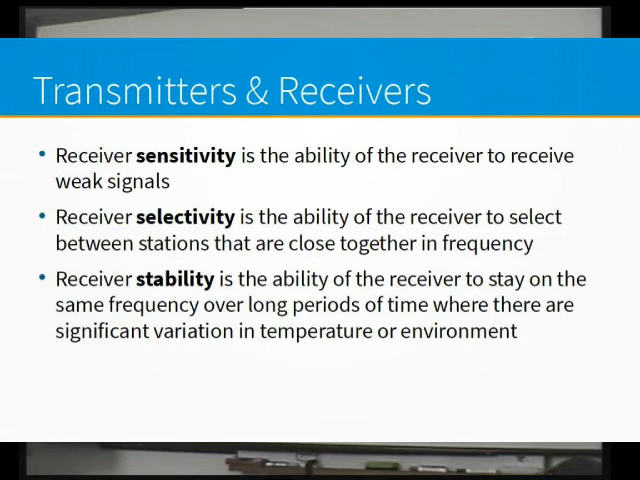 Transmitters & Receivers
• Receiver sensitivity is the ability of the receiver to receive
weak signals
• Receiver selectivity is the ability of the receiver to select
between stations that are close together in frequency
• Receiver stability is the ability of the receiver to stay on the
same frequency over long periods of time where there are
significant variation in temperature or environment